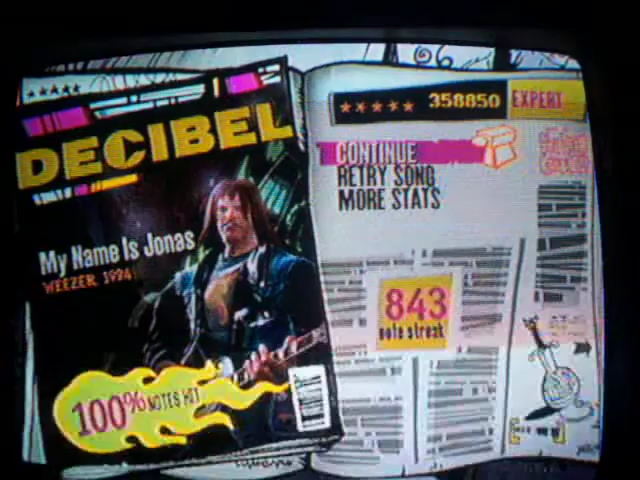 DECIBEL
My Name Is Jonas
WEEZER, 1994
100% NOTES HIT
358850 EXPERT
CONTINUE
RETRY SONG
MORE STATS
843
note streak